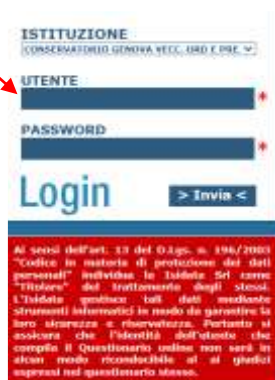 ISTITUZIONE
CONSERVATORIO GENOVA VECC. ORD E PRE.
UTENTE
*
PASSWORD
*
Login
> Invia <
Ai sensi dell'art. 13 del D.Lgs. n. 196/2003
"Codice in materia di protezione dei dati
personali" individua la Isidata Srl come
"Titolare" del trattamento degli stessi.
L'Isidata gestisce tali dati mediante
strumenti informatici in modo da garantire la
loro sicurezza e riservatezza. Pertanto si
assicura che l'identità dell'utente che
compila il Questionario online non sarà in
alcun modo riconducibile ai giudizi
espressi nel questionario stesso.